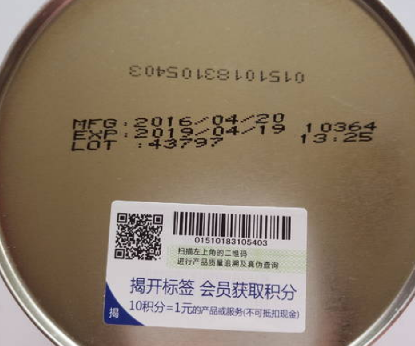 01510183105403
MFG:2016/04/20
EXP:2019/04/19 10364
LOT :43797 13:25
01510183105403
扫描左上角的二维码
进行产品质量追溯及真伪查询
揭开标签 会员获取积分
10积分=1元的产品或服务(不可抵扣现金)
揭